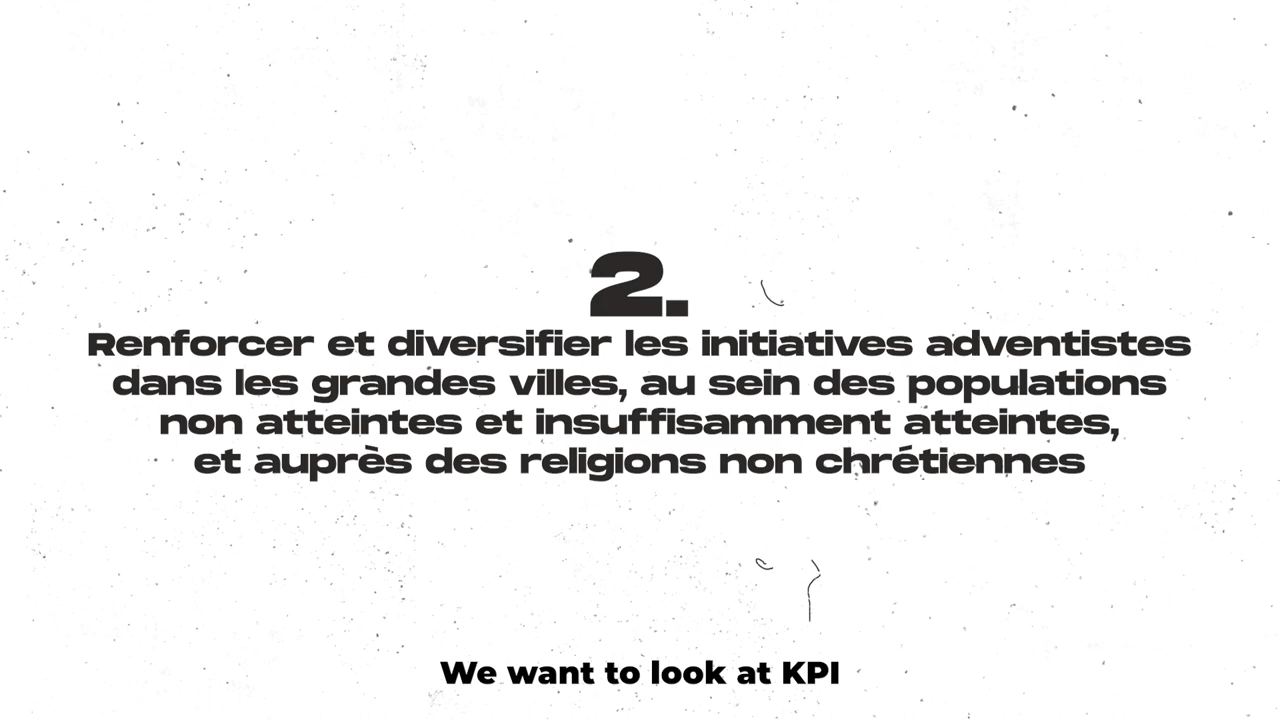 2.
Renforcer et diversifier les initiatives adventistes
dans les grandes villes, au sein des populations
non atteintes et insuffisamment atteintes,
et auprès des religions non chrétiennes
We want to look at KPI